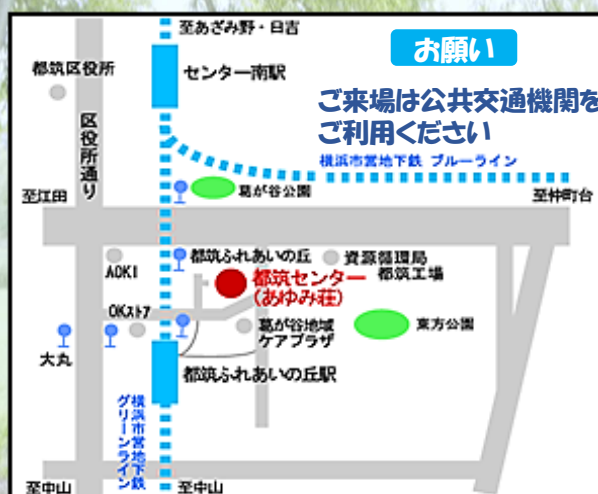 至あざみ野・日吉
お願い
都筑区役所
センター南駅
ご来場は公共交通機関を
ご利用ください
区役所通り
横浜市営地下鉄 ブルーライン
至江田
葛が谷公園
至仲町台
AOKI
都筑ふれあいの丘
資源循環局
都筑工場
都筑センター
(あゆみ荘)
OKストア
葛が谷地域
ケアプラザ
東方公園
大丸
都筑ふれあいの丘駅
横浜市営地下鉄
グリーンライン
至中山
至中山